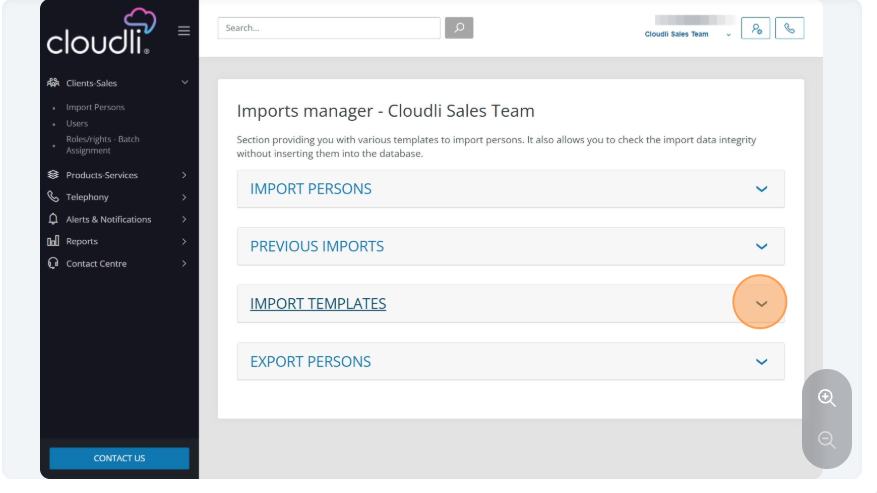 cloudli®
Search...
Cloudli Sales Team
Clients-Sales
Import Persons
Users
Roles/rights - Batch
Assignment
Products-Services
Telephony
Alerts & Notifications
Reports
Contact Centre
CONTACT US
Imports manager - Cloudli Sales Team
Section providing you with various templates to import persons. It also allows you to check the import data integrity
without inserting them into the database.
IMPORT PERSONS
PREVIOUS IMPORTS
IMPORT TEMPLATES
EXPORT PERSONS